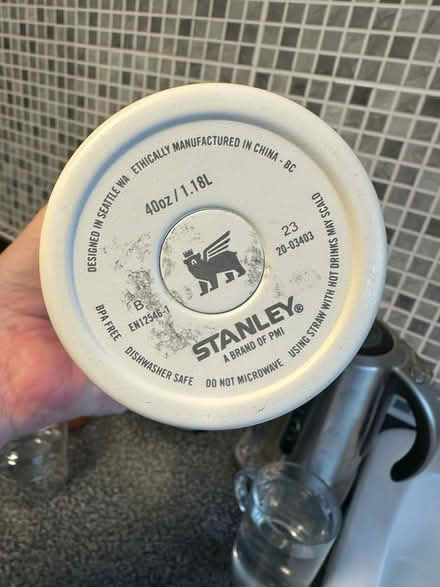 DESIGNED IN SEATTLE WA ETHICALLY MANUFACTURED IN CHINA - BC
40oz / 1.18L
23
20-03403
B
EN12546-1
STANLEY®
A BRAND OF PMI
BPA FREE DISHWASHER SAFE DO NOT MICROWAVE USING STRAW WITH HOT DRINKS MAY SCALD